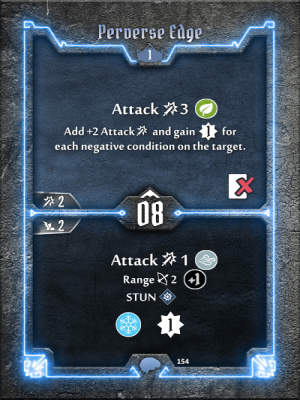 Perverse Edge
1
Attack 3
Add +2 Attack and gain 1 for
each negative condition on the target.
2
08
2
Attack 1
Range 2 +1
STUN
1
154